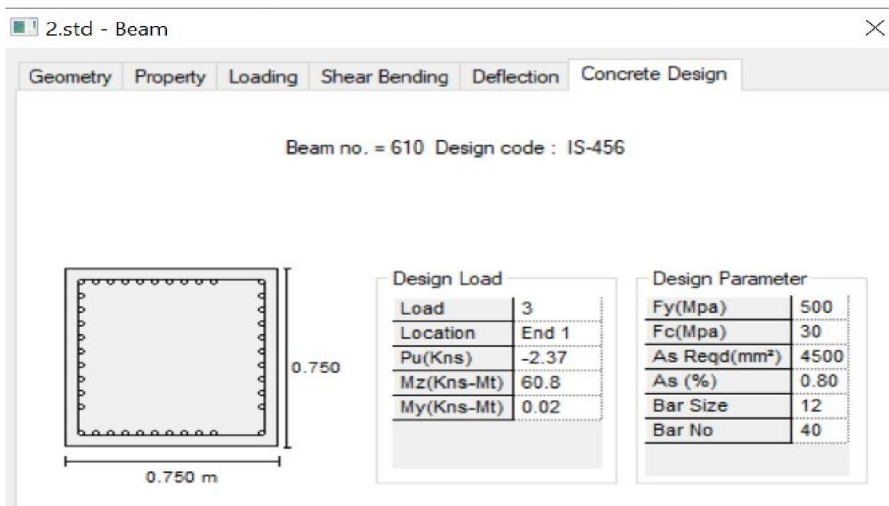 2.std - Beam
Geometry Property Loading Shear Bending Deflection Concrete Design
Beam no. = 610 Design code : IS-456
0.750
0.750 m
Design Load
Load 3
Location End 1
Pu(Kns) -2.37
Mz(Kns-Mt) 60.8
My(Kns-Mt) 0.02
Design Parameter
Fy(Mpa) 500
Fc(Mpa) 30
As Reqd(mm²) 4500
As (%) 0.80
Bar Size 12
Bar No 40